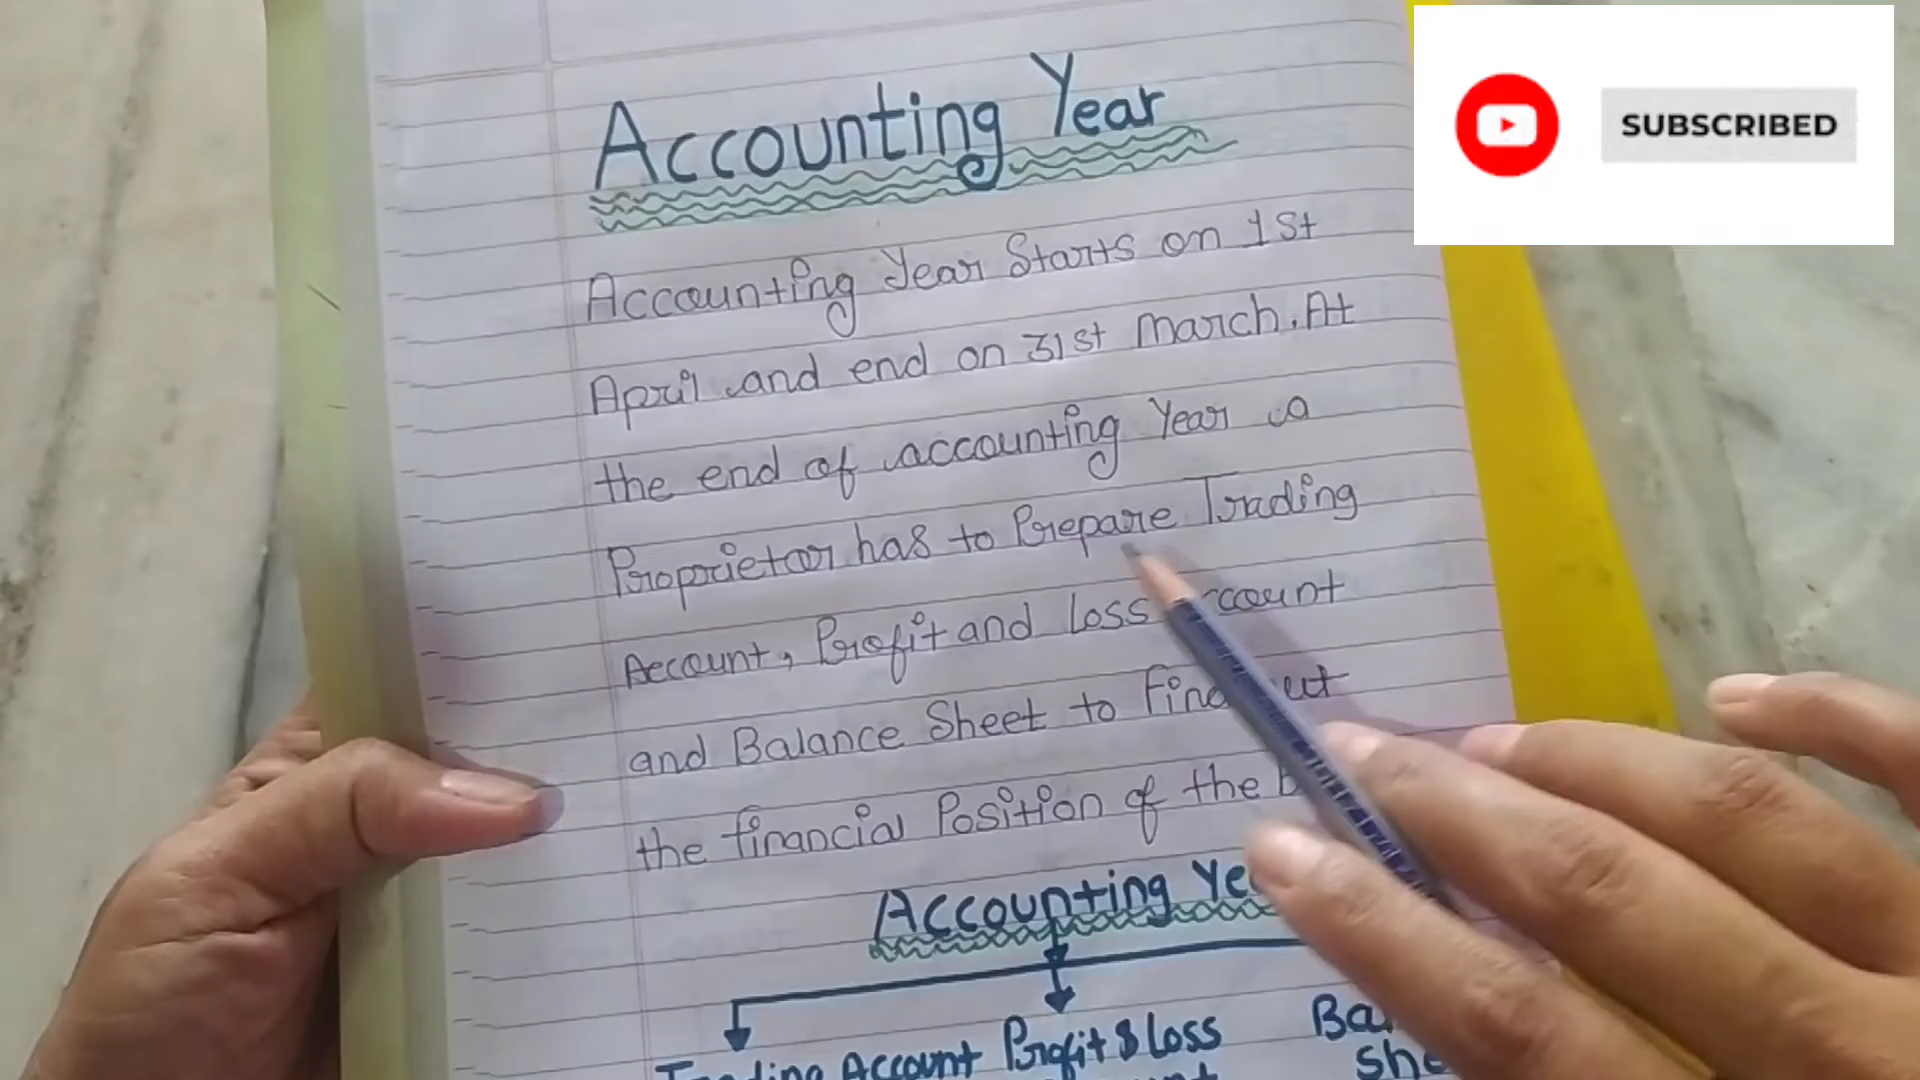 Accounting Year
SUBSCRIBED
Accounting Year Starts on 1st
April and end on 31st March. At
the end of accounting Year a
Proprietor has to Prepare Trading
Account, Profit and loss
and Balance Sheet to
the financial Position of the
Accounting
Account Profit & loss